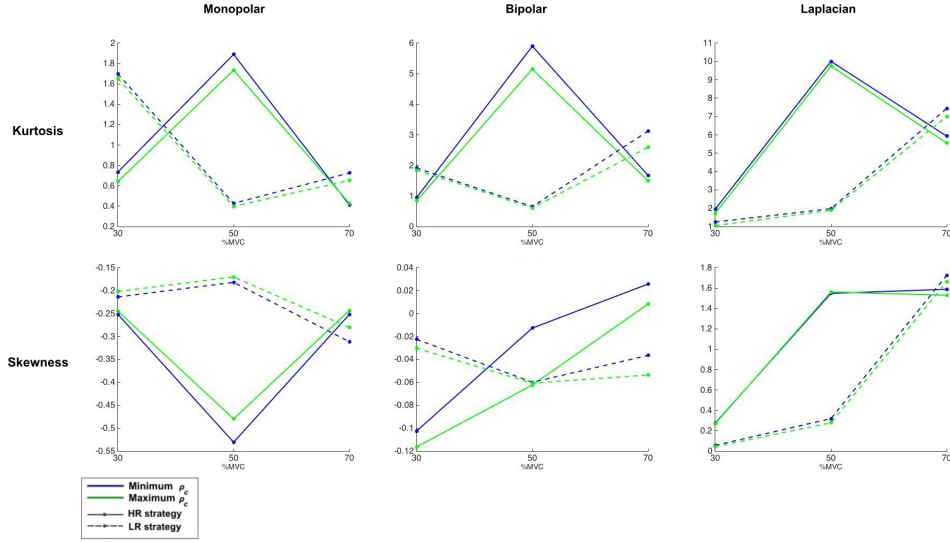 Monopolar Bipolar Laplacian
Kurtosis
2
1.8
1.6
1.4
1.2
1
0.8
0.6
0.4
0.2
30 50 70
%MVC
6
5
4
3
2
1
0
30 50 70
%MVC
11
10
9
8
7
6
5
4
3
2
1
30 50 70
%MVC
Skewness
-0.15
-0.2
-0.25
-0.3
-0.35
-0.4
-0.45
-0.5
-0.55
30 50 70
%MVC
0.04
0.02
0
-0.02
-0.04
-0.06
-0.08
-0.1
-0.12
30 50 70
%MVC
1.8
1.6
1.4
1.2
1
0.8
0.6
0.4
0.2
0
30 50 70
%MVC
Minimum ρc
Maximum ρc
HR strategy
LR strategy